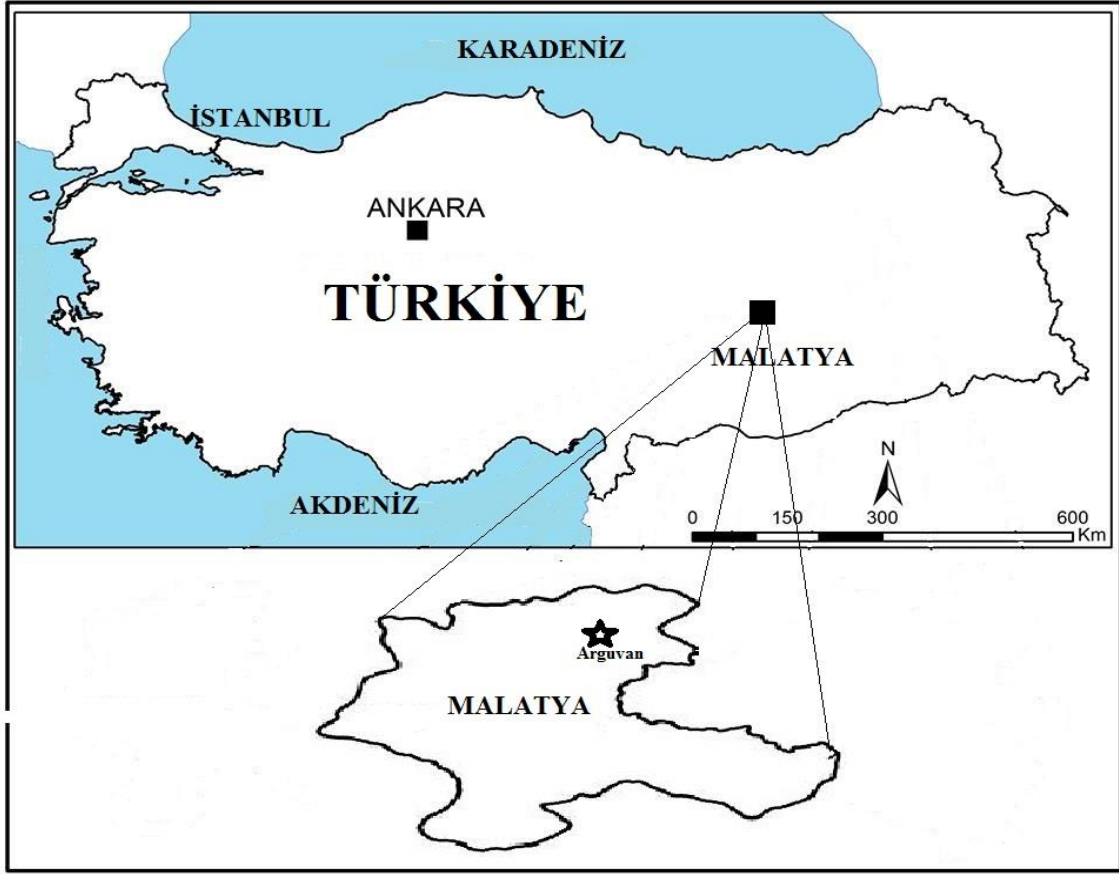 KARADENİZ
İSTANBUL
ANKARA
TÜRKİYE
MALATYA
N
AKDENİZ
0 150 300 600
Km
Arguvan
MALATYA